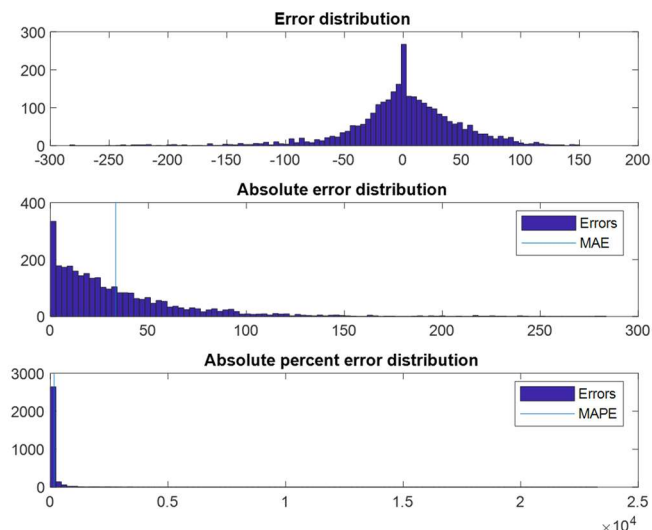 Error distribution
300
200
100
0
-300 -250 -200 -150 -100 -50 0 50 100 150 200
Absolute error distribution
400
200
0
Errors
MAE
0 50 100 150 200 250 300
Absolute percent error distribution
3000
2000
1000
0
Errors
MAPE
0 0.5 1 1.5 2 2.5
×10⁴